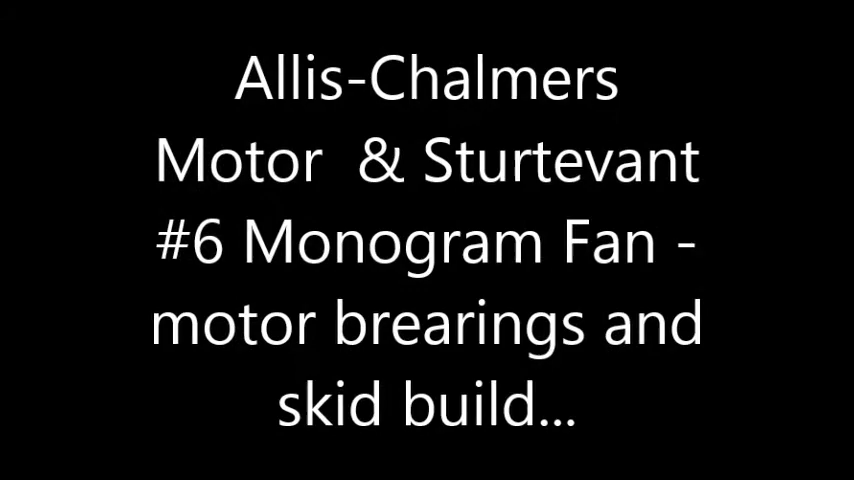 Allis-Chalmers
Motor & Sturtevant
#6 Monogram Fan -
motor brearings and
skid build...